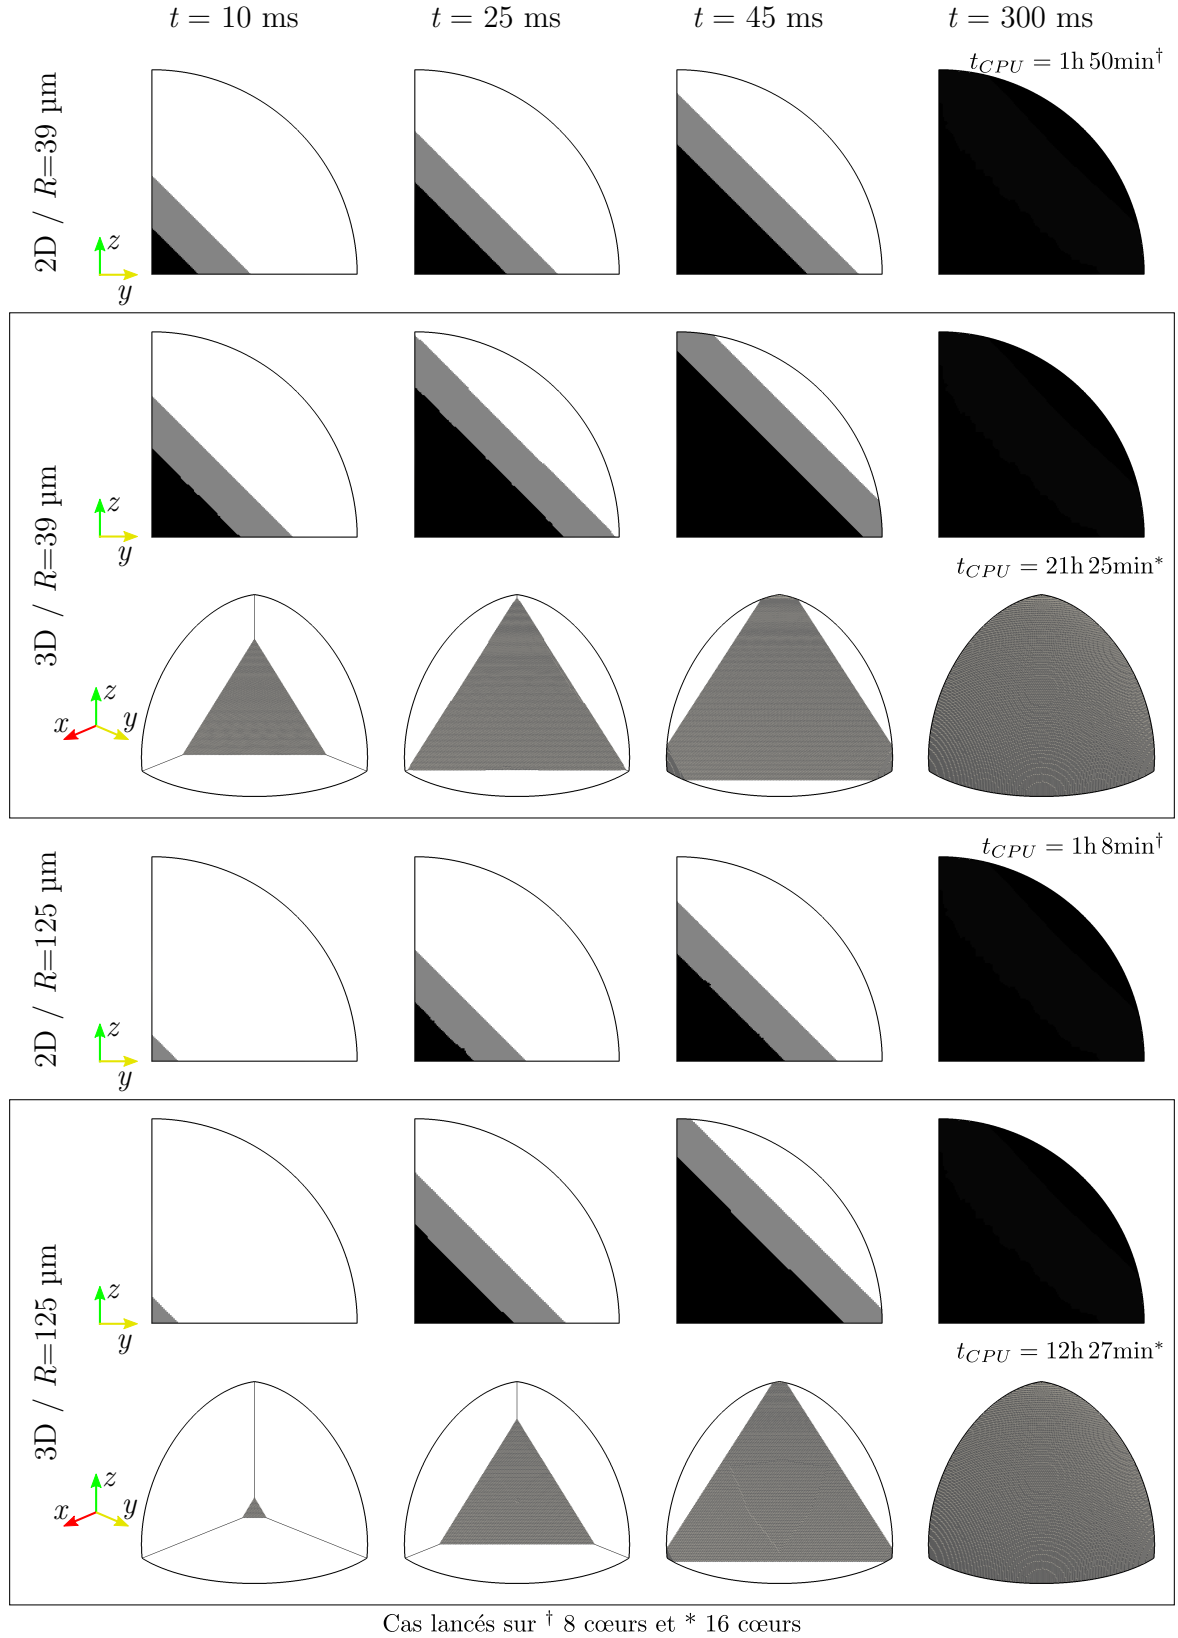 t = 10 ms
t = 25 ms
t = 45 ms
t = 300 ms
2D / R=39 µm
z
y
t_CPU = 1h 50min†
3D / R=39 µm
z
y
t_CPU = 21h 25min*
x
z
y
2D / R=125 µm
z
y
t_CPU = 1h 8min†
3D / R=125 µm
z
y
t_CPU = 12h 27min*
x
z
y
Cas lancés sur † 8 cœurs et * 16 cœurs